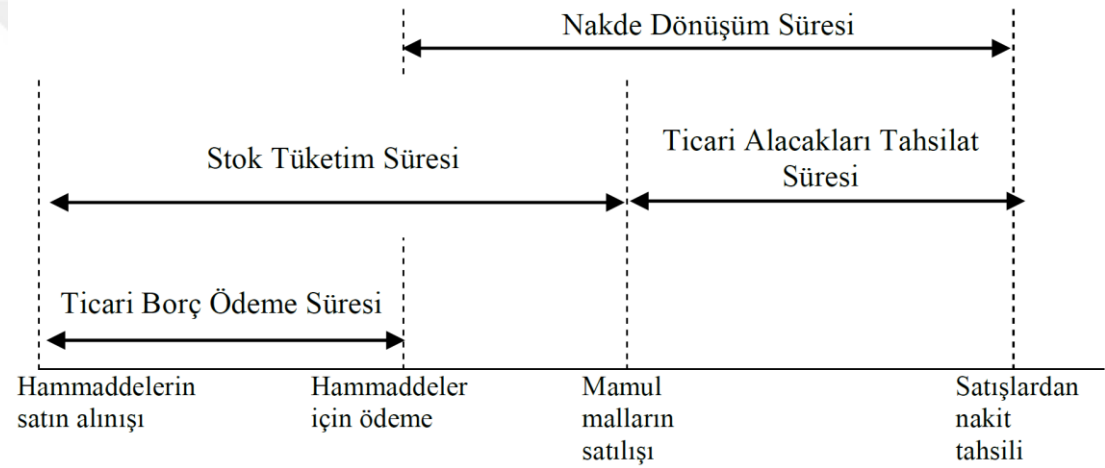 Nakde Dönüşüm Süresi
Stok Tüketim Süresi
Ticari Alacakları Tahsilat
Süresi
Ticari Borç Ödeme Süresi
Hammaddelerin
satın alınışı
Hammaddeler
için ödeme
Mamul
malların
satılışı
Satışlardan
nakit
tahsili